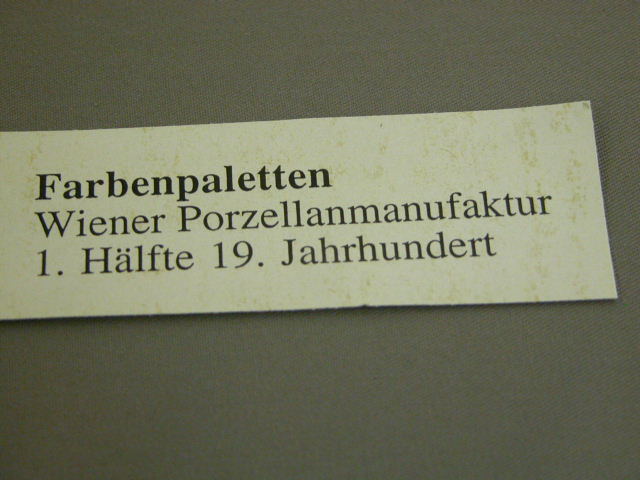 Farbenpaletten
Wiener Porzellanmanufaktur
1. Hälfte 19. Jahrhundert